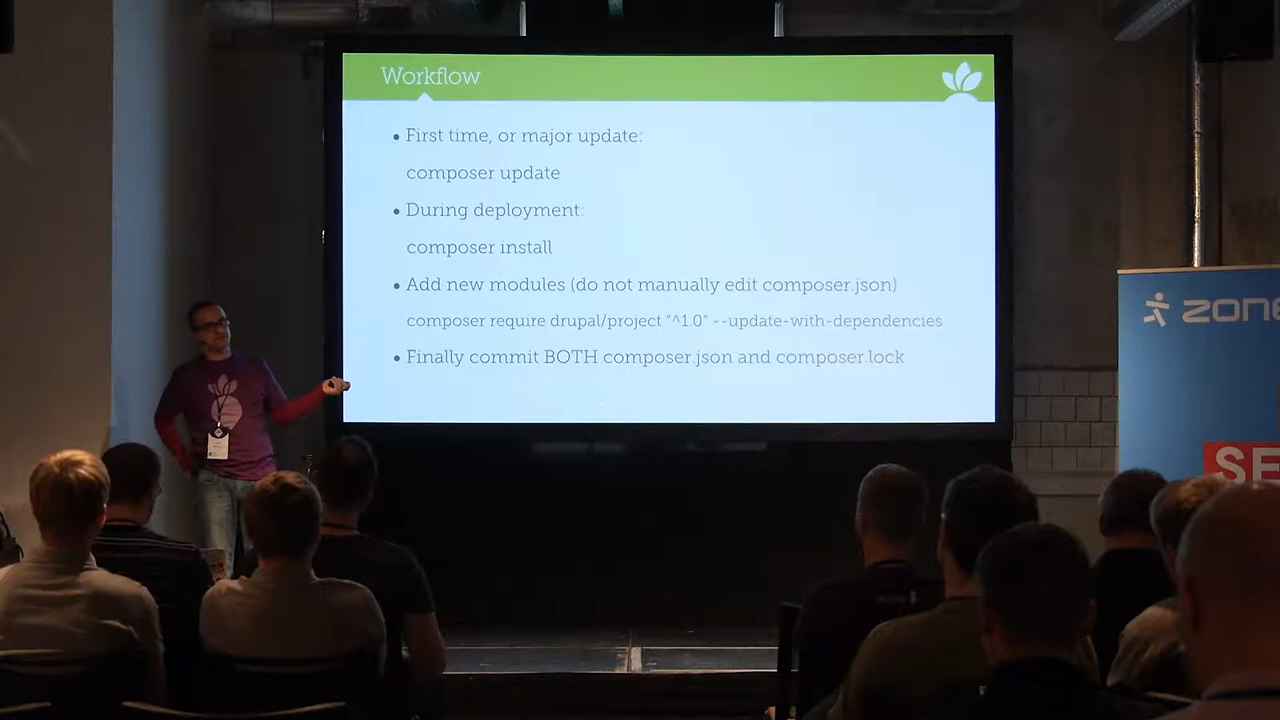 Workflow
• First time, or major update:
composer update
• During deployment:
composer install
• Add new modules (do not manually edit composer.json)
composer require drupal/project "^1.0" --update-with-dependencies
• Finally commit BOTH composer.json and composer.lock
zone
SE